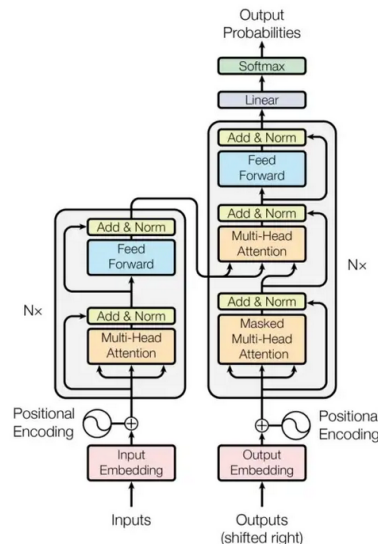 Output
Probabilities
Softmax
Linear
Add & Norm
Feed
Forward
Add & Norm
Multi-Head
Attention
Add & Norm
Masked
Multi-Head
Attention
N×
Add & Norm
Feed
Forward
N×
Add & Norm
Multi-Head
Attention
Positional
Encoding
Positiona
Encoding
Input
Embedding
Output
Embedding
Inputs
Outputs
(shifted right)